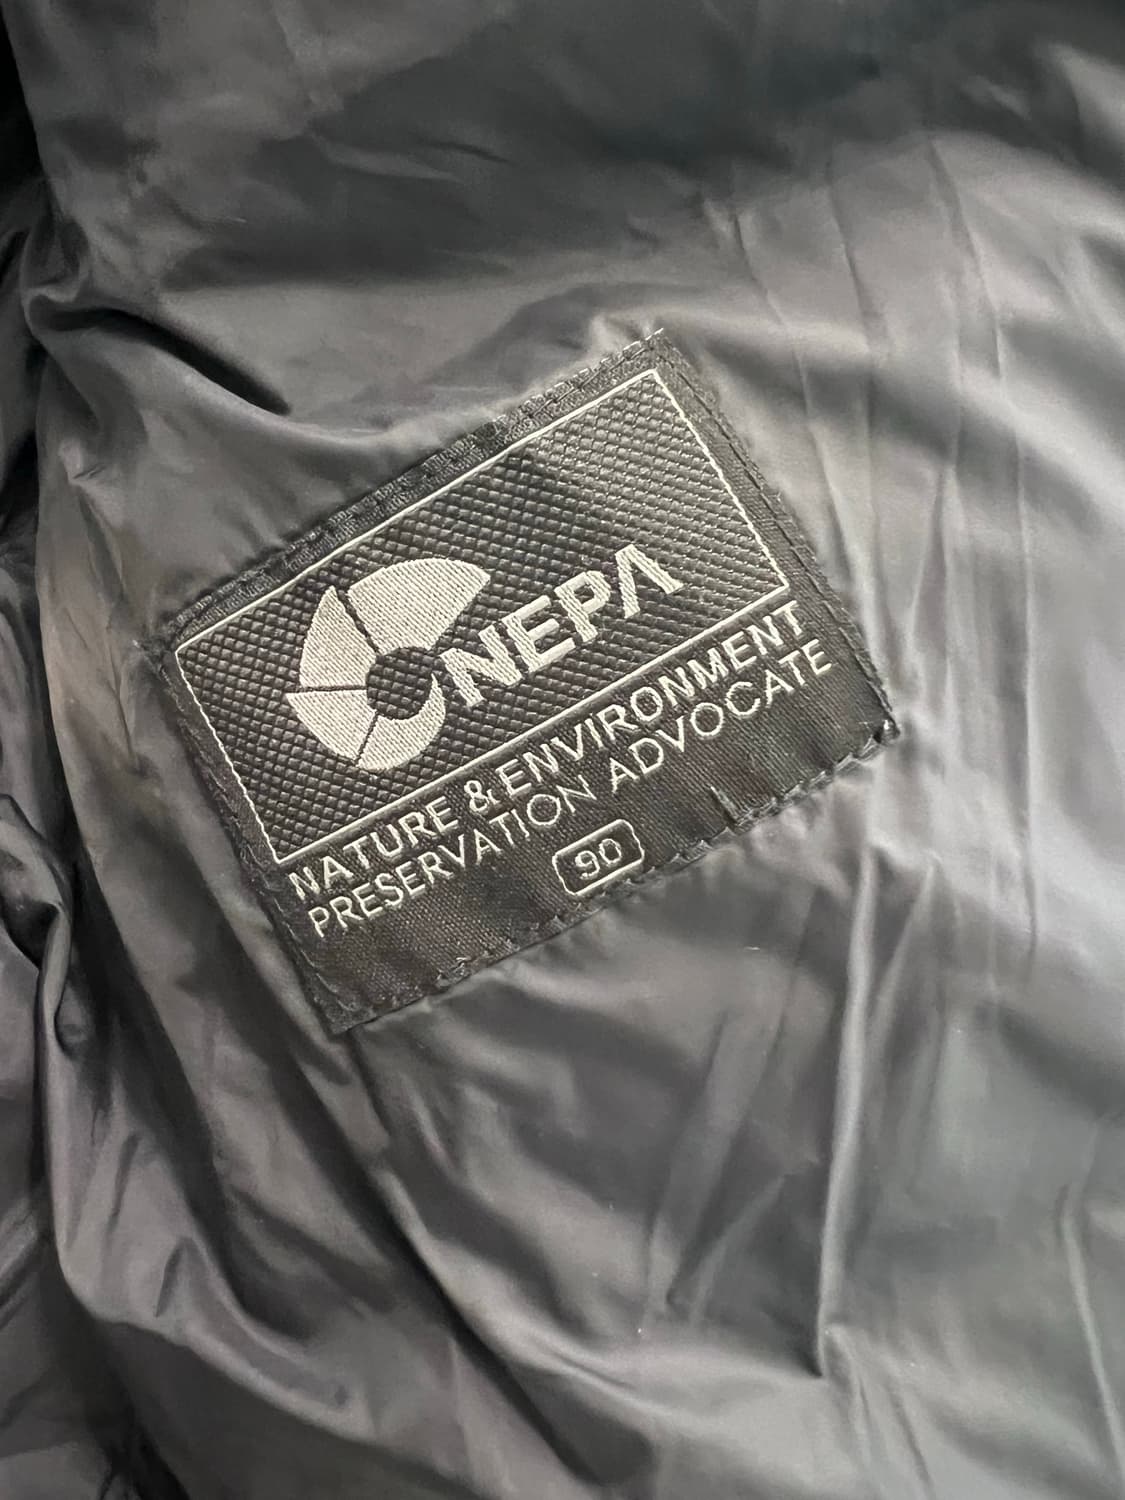 NEPA
NATURE & ENVIRONMENT
PRESERVATION ADVOCATE
90